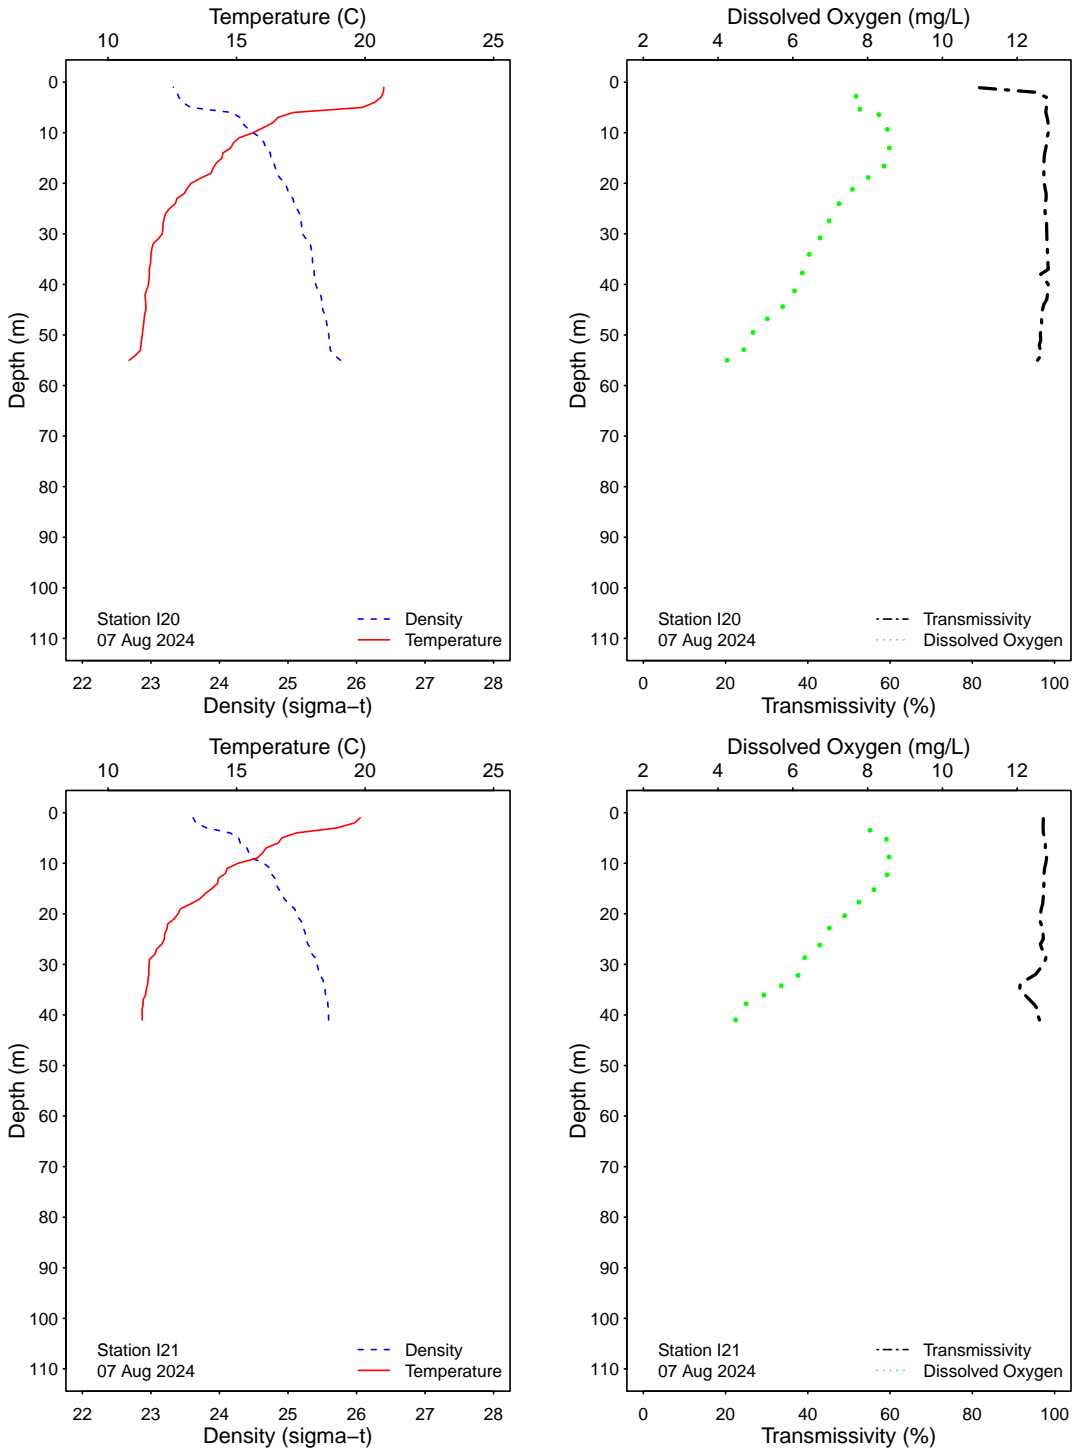 Temperature (C)
10 15 20 25
0
10
20
30
40
50
60
70
80
90
100
110
Depth (m)
Station I20
07 Aug 2024
Density
Temperature
22 23 24 25 26 27 28
Density (sigma−t)
Dissolved Oxygen (mg/L)
2 4 6 8 10 12
0
10
20
30
40
50
60
70
80
90
100
110
Depth (m)
Station I20
07 Aug 2024
Transmissivity
Dissolved Oxygen
0 20 40 60 80 100
Transmissivity (%)
Temperature (C)
10 15 20 25
0
10
20
30
40
50
60
70
80
90
100
110
Depth (m)
Station I21
07 Aug 2024
Density
Temperature
22 23 24 25 26 27 28
Density (sigma−t)
Dissolved Oxygen (mg/L)
2 4 6 8 10 12
0
10
20
30
40
50
60
70
80
90
100
110
Depth (m)
Station I21
07 Aug 2024
Transmissivity
Dissolved Oxygen
0 20 40 60 80 100
Transmissivity (%)